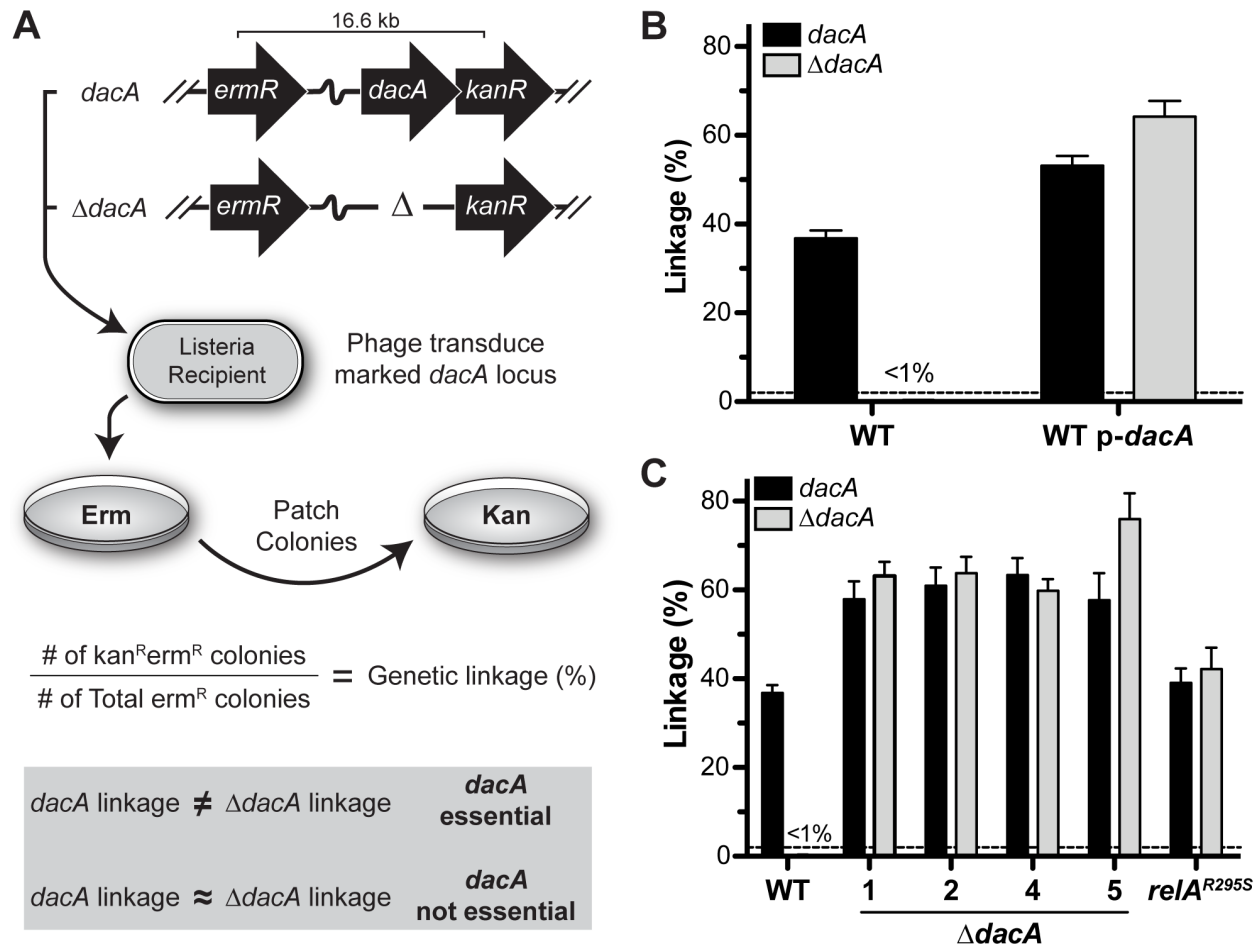 A
16.6 kb
dacA
ermR
dacA
kanR
ΔdacA
ermR
Δ
kanR
Listeria
Recipient
Phage transduce
marked dacA locus
Erm
Patch
Colonies
Kan
# of kanᴿermᴿ colonies
# of Total ermᴿ colonies
= Genetic linkage (%)
dacA linkage ≠ ΔdacA linkage
dacA
essential
dacA linkage ≈ ΔdacA linkage
dacA
not essential
B
dacA
ΔdacA
Linkage (%)
80
60
40
20
0
<1%
WT
WT p-dacA
C
dacA
ΔdacA
Linkage (%)
80
60
40
20
0
<1%
WT
1
2
4
5
relAᴿ²⁹⁵ˢ
ΔdacA